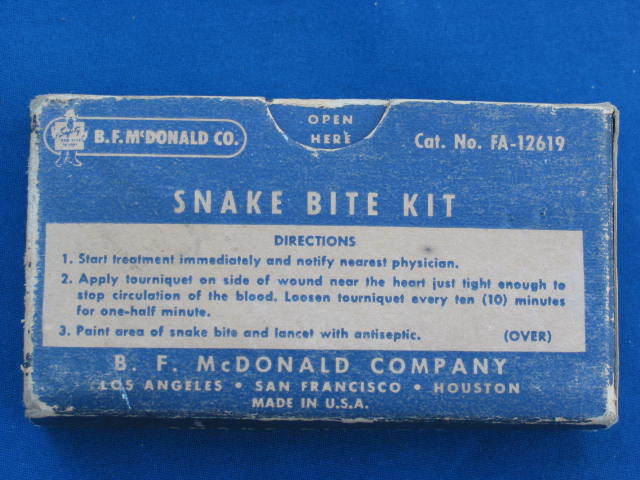 B. F. McDONALD CO.
OPEN
HERE
Cat. No. FA-12619
SNAKE BITE KIT
DIRECTIONS
1. Start treatment immediately and notify nearest physician.
2. Apply tourniquet on side of wound near the heart just tight enough to
stop circulation of the blood. Loosen tourniquet every ten (10) minutes
for one-half minute.
3. Paint area of snake bite and lancet with antiseptic.
(OVER)
B. F. McDONALD COMPANY
LOS ANGELES • SAN FRANCISCO • HOUSTON
MADE IN U.S.A.